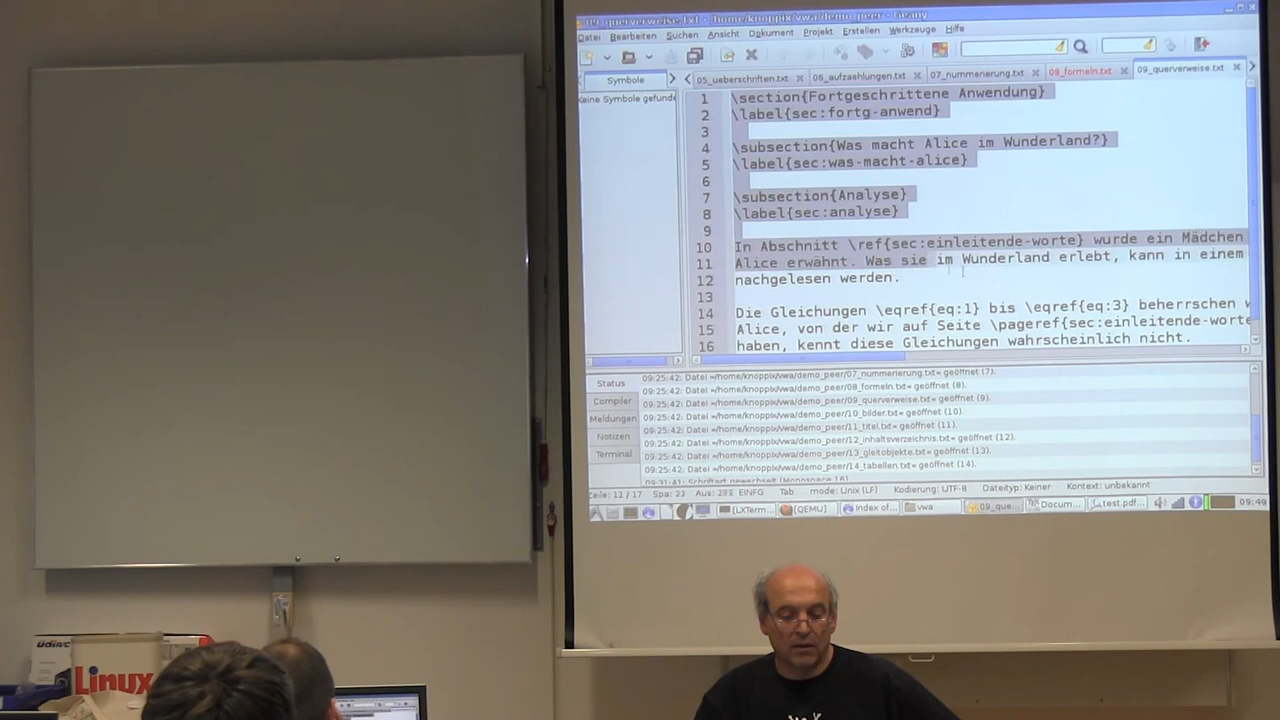 09_querverweise.txt - /home/knoppix/vwa/demo_peer - Geany
Datei Bearbeiten Suchen Ansicht Dokument Projekt Erstellen Werkzeuge Hilfe
Symbole 05_ueberschriften.txt 06_aufzaehlungen.txt 07_nummerierung.txt 08_formeln.txt 09_querverweise.txt
Keine Symbole gefunde
1 \section{Fortgeschrittene Anwendung}
2 \label{sec:fortg-anwend}
3
4 \subsection{Was macht Alice im Wunderland?}
5 \label{sec:was-macht-alice}
6
7 \subsection{Analyse}
8 \label{sec:analyse}
9
10 In Abschnitt \ref{sec:einleitende-worte} wurde ein Mädchen
11 Alice erwähnt. Was sie im Wunderland erlebt, kann in einem
12 nachgelesen werden.
13
14 Die Gleichungen \eqref{eq:1} bis \eqref{eq:3} beherrschen
15 Alice, von der wir auf Seite \pageref{sec:einleitende-worte
16 haben, kennt diese Gleichungen wahrscheinlich nicht.
Status
Compiler
Meldungen
Notizen
Terminal
09:25:42: Datei »/home/knoppix/vwa/demo_peer/07_nummerierung.txt« geöffnet (7).
09:25:42: Datei »/home/knoppix/vwa/demo_peer/08_formeln.txt« geöffnet (8).
09:25:42: Datei »/home/knoppix/vwa/demo_peer/09_querverweise.txt« geöffnet (9).
09:25:42: Datei »/home/knoppix/vwa/demo_peer/10_bilder.txt« geöffnet (10).
09:25:42: Datei »/home/knoppix/vwa/demo_peer/11_titel.txt« geöffnet (11).
09:25:42: Datei »/home/knoppix/vwa/demo_peer/12_inhaltsverzeichnis.txt« geöffnet (12).
09:25:42: Datei »/home/knoppix/vwa/demo_peer/13_gleitobjekte.txt« geöffnet (13).
09:25:42: Datei »/home/knoppix/vwa/demo_peer/14_tabellen.txt« geöffnet (14).
09:31:41: Schriftart gewechselt (Monospace 16)
Zeile: 11 / 17 Spa: 23 EINFG Tab mode: Unix (LF) Kodierung: UTF-8 Dateityp: Keiner Kontext: unbekannt
[LXTerm... [QEMU] Index of... vwa 09_que... Docum... test.pdf... 09:49
Linux